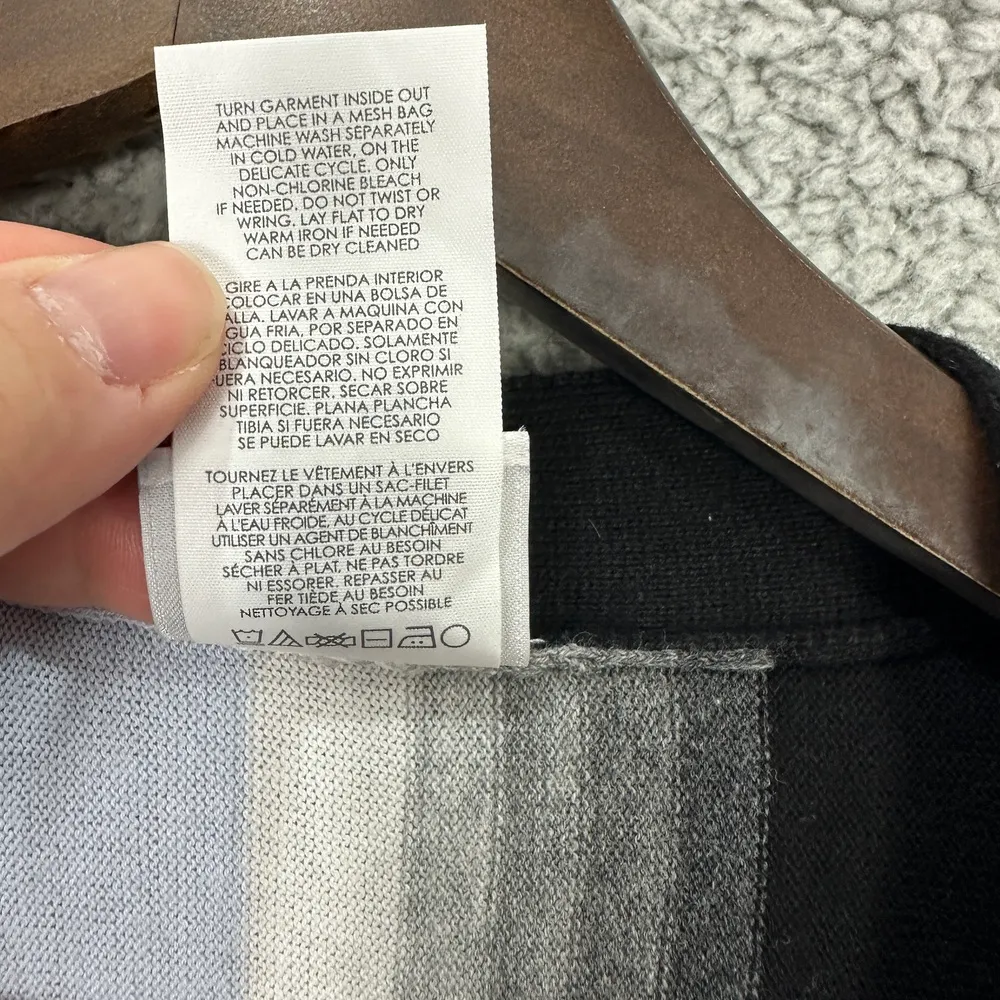 TURN GARMENT INSIDE OUT
AND PLACE IN A MESH BAG
MACHINE WASH SEPARATELY
IN COLD WATER, ON THE
DELICATE CYCLE. ONLY
NON-CHLORINE BLEACH
IF NEEDED. DO NOT TWIST OR
WRING. LAY FLAT TO DRY
WARM IRON IF NEEDED
CAN BE DRY CLEANED
GIRE A LA PRENDA INTERIOR
COLOCAR EN UNA BOLSA DE
ALLA. LAVAR A MAQUINA CON
GUA FRIA, POR SEPARADO EN
CICLO DELICADO. SOLAMENTE
BLANQUEADOR SIN CLORO SI
UERA NECESARIO. NO EXPRIMIR
NI RETORCER. SECAR SOBRE
SUPERFICIE. PLANA PLANCHA
TIBIA SI FUERA NECESARIO
SE PUEDE LAVAR EN SECO
TOURNEZ LE VÊTEMENT À L'ENVERS
PLACER DANS UN SAC-FILET
LAVER SÉPARÉMENT À LA MACHINE
À L'EAU FROIDE, AU CYCLE DÉLICAT
UTILISER UN AGENT DE BLANCHÎMENT
SANS CHLORE AU BESOIN
SÉCHER À PLAT, NE PAS TORDRE
NI ESSORER. REPASSER AU
FER TIÈDE AU BESOIN
NETTOYAGE À SEC POSSIBLE